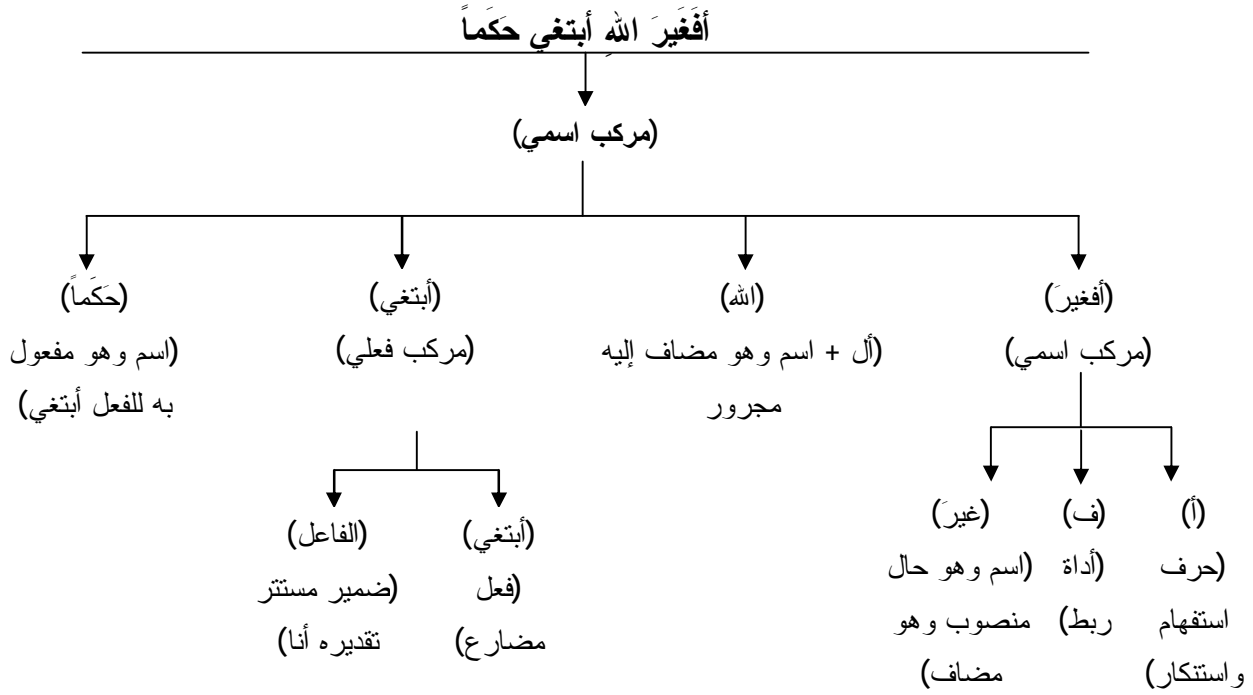 أفَغَيرَ اللهِ أبتغي حَكَماً
(مركب اسمي)
(أفغيرَ) (الله) (أبتغي) (حَكَماً)
(مركب اسمي) (أل + اسم وهو مضاف إليه (مركب فعلي) (اسم وهو مفعول
مجرور به للفعل أبتغي)
(أ) (ف) (غيرَ) (أبتغي) (الفاعل)
(حرف (أداة (اسم وهو حال (فعل (ضمير مستتر
استفهام ربط) منصوب وهو مضارع) تقديره أنا)
واستنكار) مضاف)